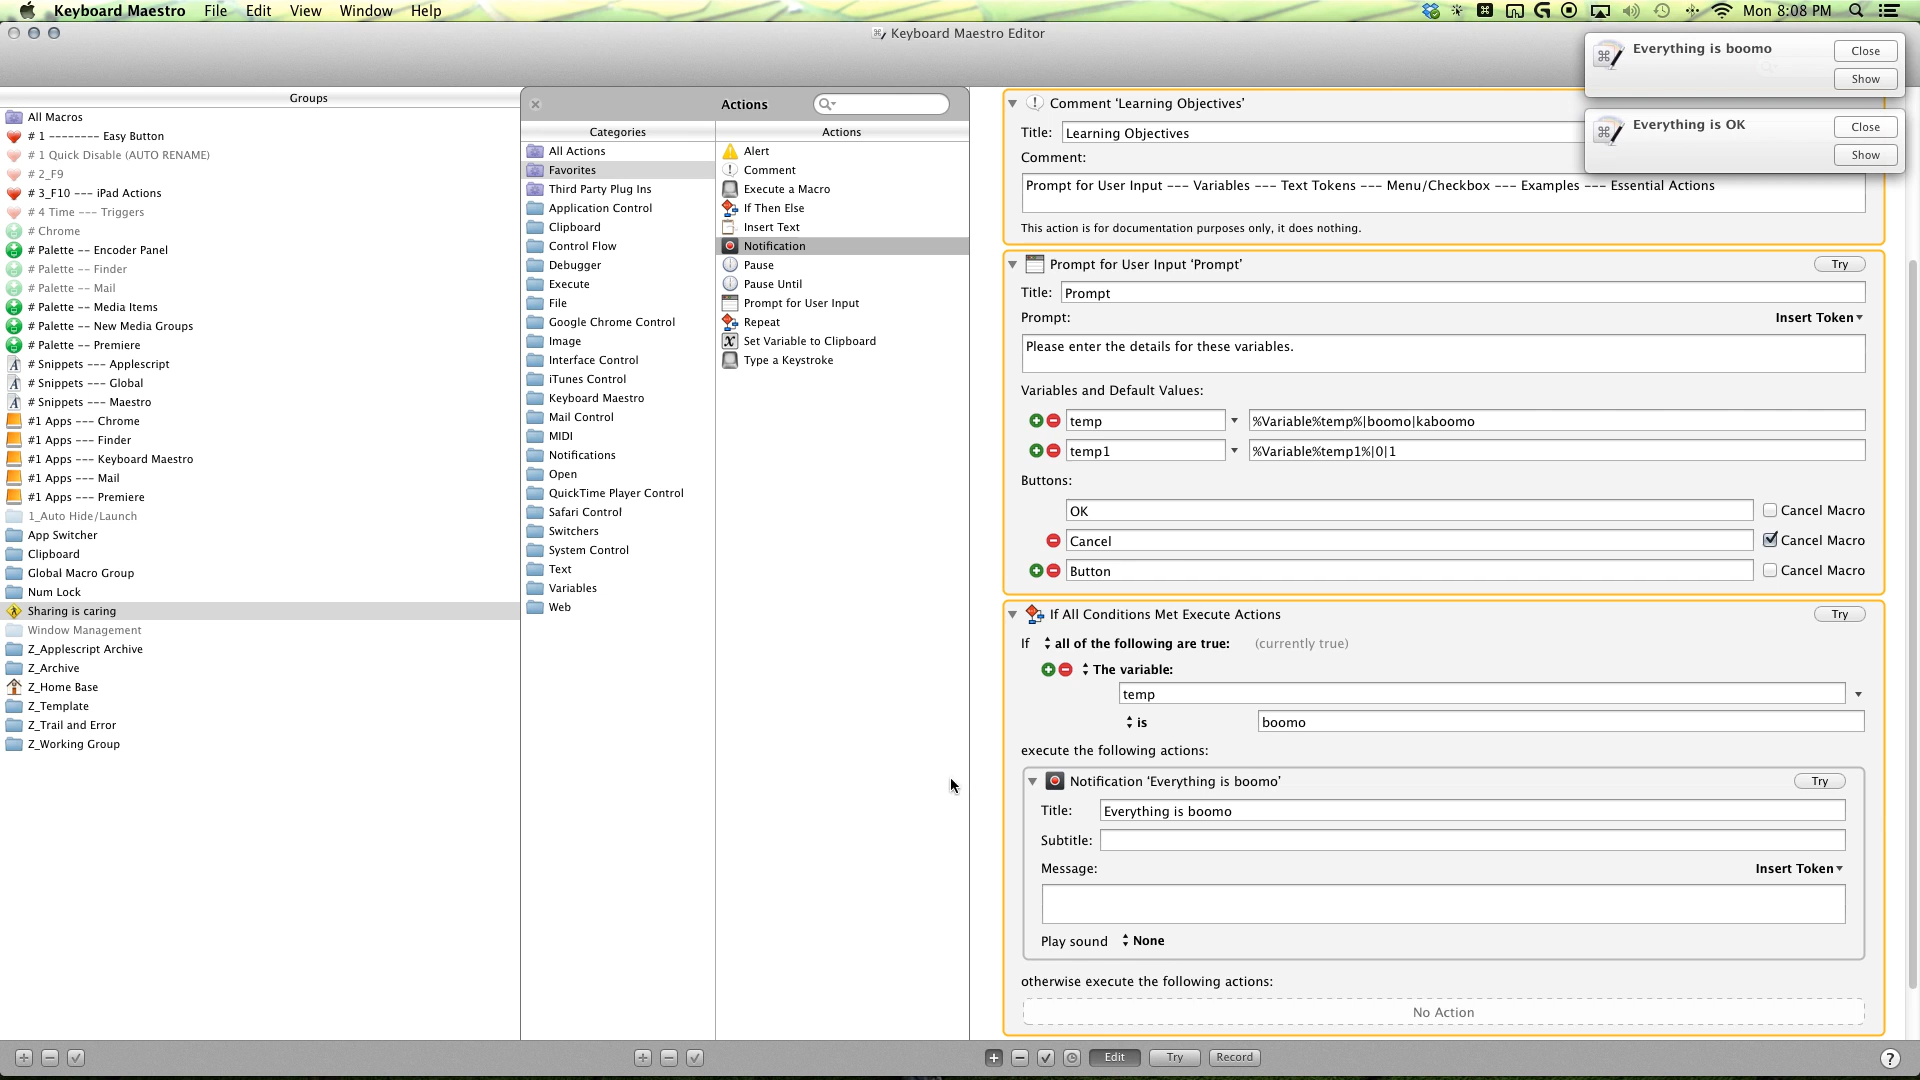 Keyboard Maestro File Edit View Window Help
Mon 8:08 PM
Keyboard Maestro Editor
Everything is boomo
Close
Show
Everything is OK
Close
Show
Groups
All Macros
# 1 -------- Easy Button
# 1 Quick Disable (AUTO RENAME)
# 2_F9
# 3_F10 --- iPad Actions
# 4 Time --- Triggers
# Chrome
# Palette -- Encoder Panel
# Palette -- Finder
# Palette -- Mail
# Palette -- Media Items
# Palette -- New Media Groups
# Palette -- Premiere
# Snippets --- Applescript
# Snippets --- Global
# Snippets --- Maestro
#1 Apps --- Chrome
#1 Apps --- Finder
#1 Apps --- Keyboard Maestro
#1 Apps --- Mail
#1 Apps --- Premiere
1_Auto Hide/Launch
App Switcher
Clipboard
Global Macro Group
Num Lock
Sharing is caring
Window Management
Z_Applescript Archive
Z_Archive
Z_Home Base
Z_Template
Z_Trail and Error
Z_Working Group
Actions
Categories
All Actions
Favorites
Third Party Plug Ins
Application Control
Clipboard
Control Flow
Debugger
Execute
File
Google Chrome Control
Image
Interface Control
iTunes Control
Keyboard Maestro
Mail Control
MIDI
Notifications
Open
QuickTime Player Control
Safari Control
Switchers
System Control
Text
Variables
Web
Actions
Alert
Comment
Execute a Macro
If Then Else
Insert Text
Notification
Pause
Pause Until
Prompt for User Input
Repeat
Set Variable to Clipboard
Type a Keystroke
Comment ‘Learning Objectives’
Title: Learning Objectives
Comment:
Prompt for User Input --- Variables --- Text Tokens --- Menu/Checkbox --- Examples --- Essential Actions
This action is for documentation purposes only, it does nothing.
Prompt for User Input ‘Prompt’ Try
Title: Prompt
Prompt: Insert Token
Please enter the details for these variables.
Variables and Default Values:
temp %Variable%temp%|boomo|kaboomo
temp1 %Variable%temp1%|0|1
Buttons:
OK Cancel Macro
Cancel Cancel Macro
Button Cancel Macro
If All Conditions Met Execute Actions Try
If all of the following are true: (currently true)
The variable:
temp
is boomo
execute the following actions:
Notification ‘Everything is boomo’ Try
Title: Everything is boomo
Subtitle:
Message: Insert Token
Play sound None
otherwise execute the following actions:
No Action
Edit Try Record ?